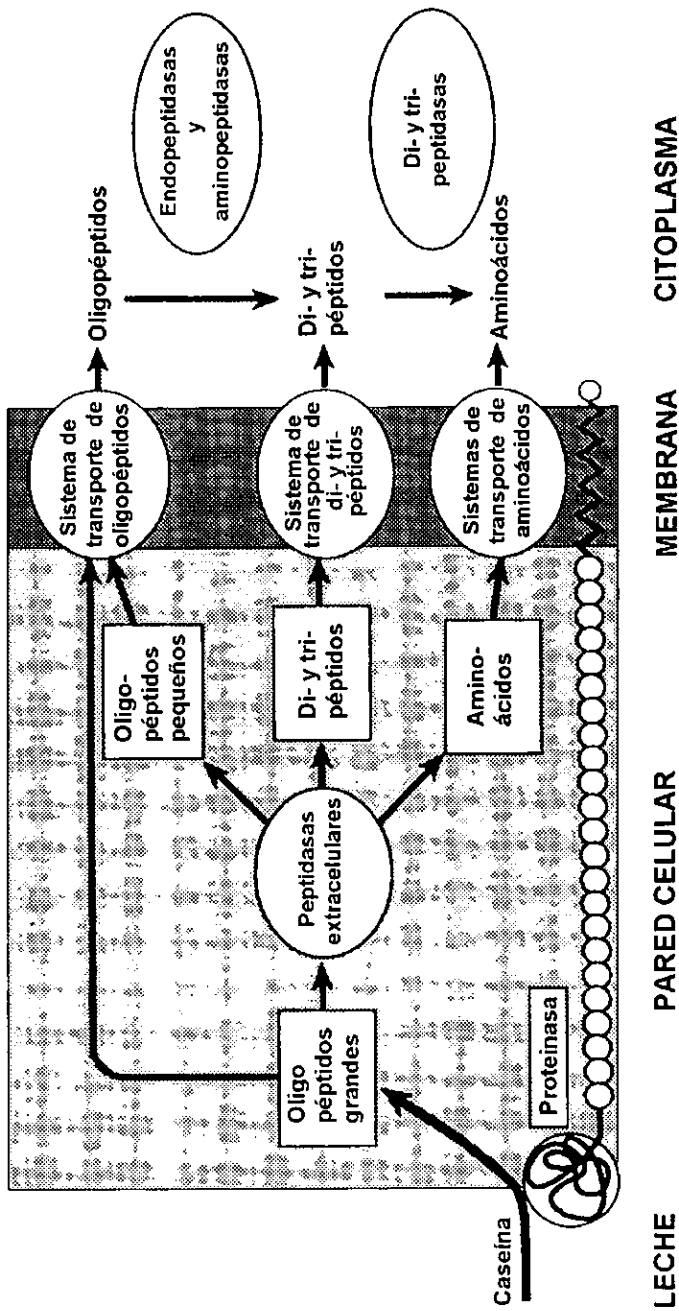 Caseína
Oligo
péptidos
grandes
Proteinasa
Peptidasas
extracelulares
Oligo-
péptidos
pequeños
Di- y tri-
péptidos
Amino-
ácidos
Sistema de
transporte de
oligopéptidos
Sistema de
transporte de
di- y tri-
péptidos
Sistemas de
transporte de
aminoácidos
Oligopéptidos
Di- y tri-
péptidos
Aminoácidos
Endopeptidasas
y
aminopeptidasas
Di- y tri-
peptidasas
LECHE
PARED CELULAR
MEMBRANA
CITOPLASMA